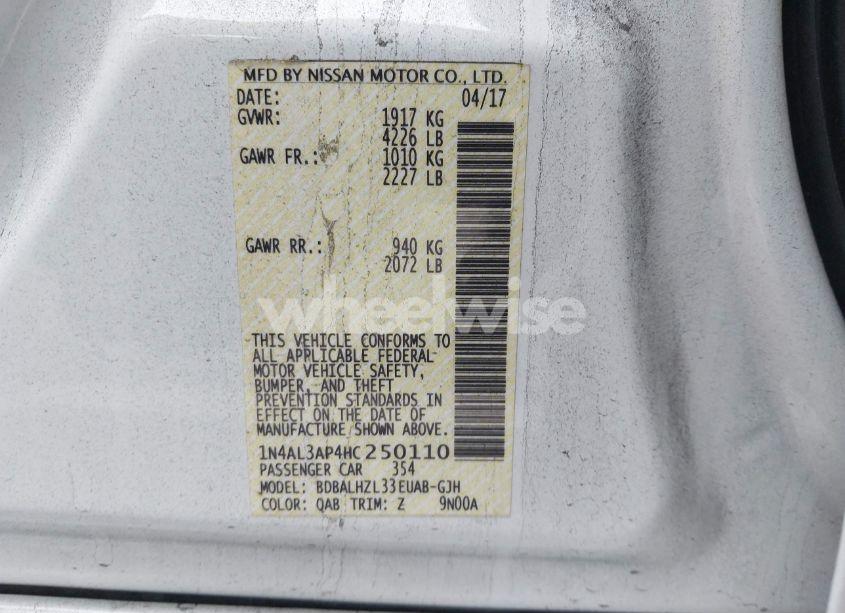 MFD BY NISSAN MOTOR CO., LTD.
DATE: 04/17
GVWR: 1917 KG
4226 LB
GAWR FR.: 1010 KG
2227 LB
GAWR RR.: 940 KG
2072 LB
wheelwise
THIS VEHICLE CONFORMS TO
ALL APPLICABLE FEDERAL
MOTOR VEHICLE SAFETY,
BUMPER, AND THEFT
PREVENTION STANDARDS IN
EFFECT ON THE DATE OF
MANUFACTURE SHOWN ABOVE.
1N4AL3AP4HC250110
PASSENGER CAR 354
MODEL: BDBALHZL33EUAB-GJH
COLOR: QAB TRIM: Z 9N00A